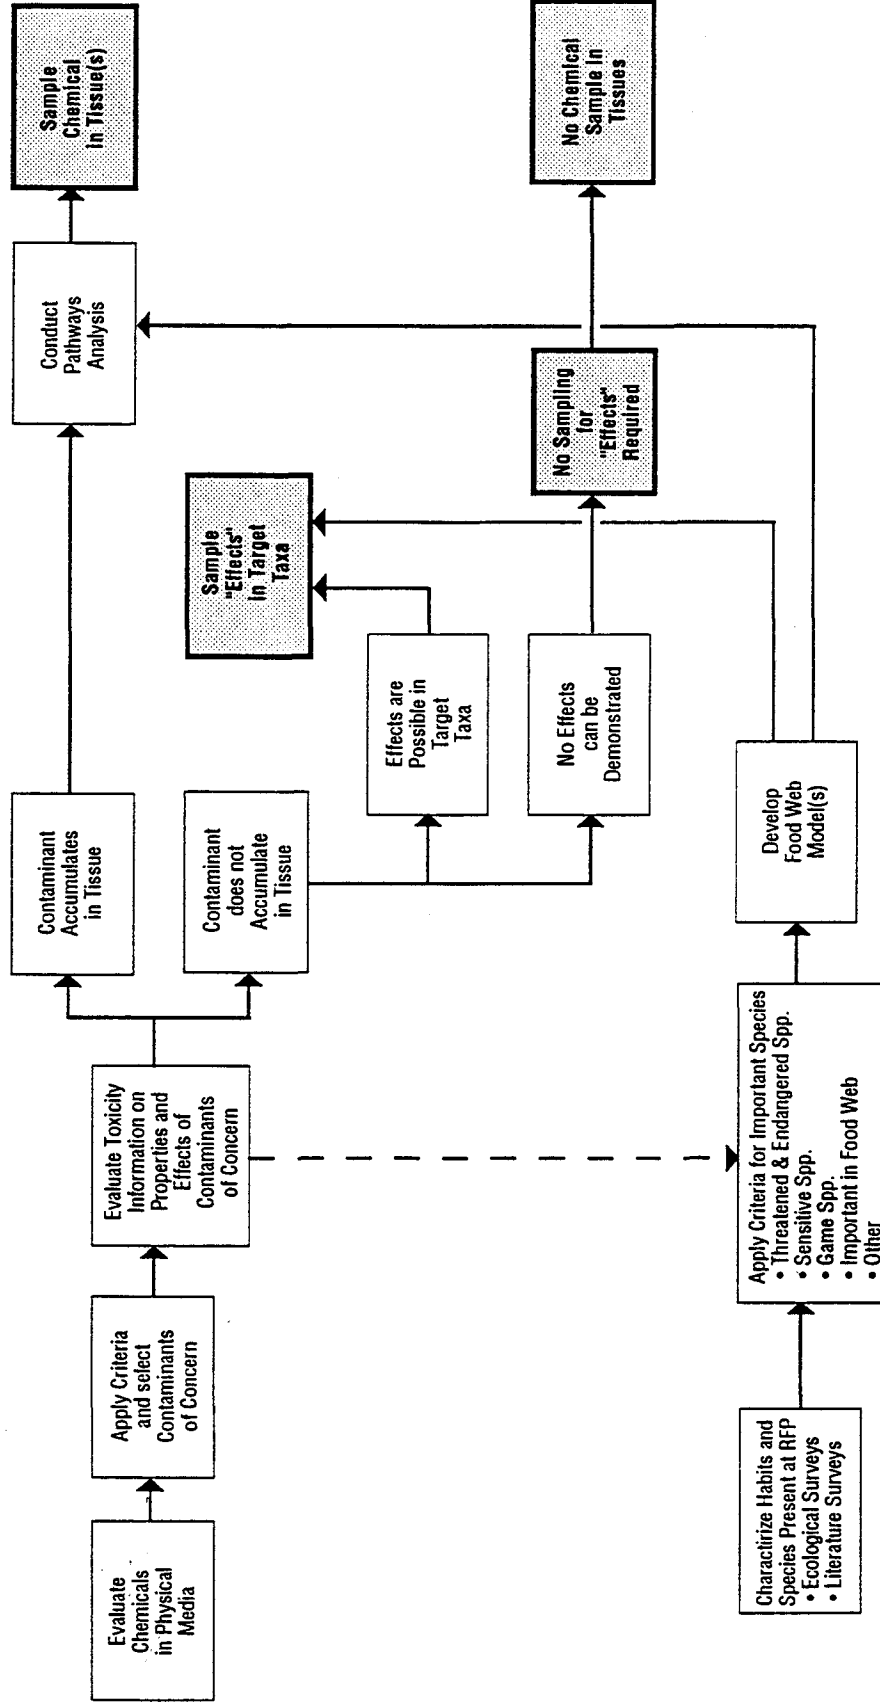 Evaluate
Chemicals
in Physical
Media
Apply Criteria
and select
Contaminants
of Concern
Evaluate Toxicity
Information on
Properties and
Effects of
Contaminants
of Concern
Contaminant
Accumulates
in Tissue
Conduct
Pathways
Analysis
Sample
Chemical
In Tissue(s)
Contaminant
does not
Accumulate
in Tissue
Sample
"Effects"
In Target
Taxa
Effects are
Possible in
Target
Taxa
No Effects
can be
Demonstrated
No Sampling
for
"Effects"
Required
No Chemical
Sample In
Tissues
Charactirize Habits and
Species Present at RFP
• Ecological Surveys
• Literature Surveys
Apply Criteria for Important Species
• Threatened & Endangered Spp.
• Sensitive Spp.
• Game Spp.
• Important in Food Web
• Other
Develop
Food Web
Model(s)